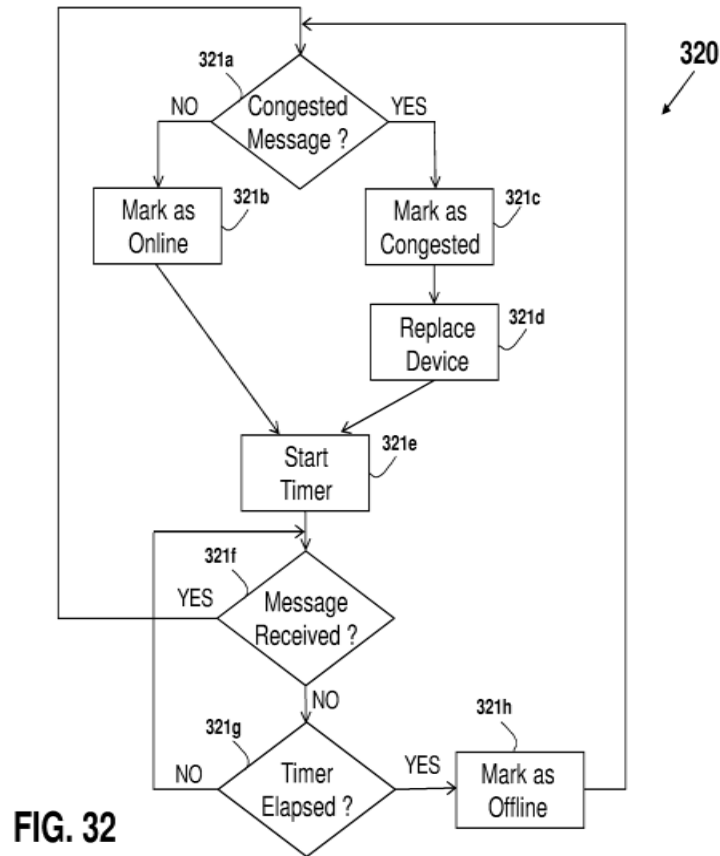 320
321a
NO
Congested
Message ?
YES
321b
Mark as
Online
321c
Mark as
Congested
321d
Replace
Device
321e
Start
Timer
321f
YES
Message
Received ?
NO
321g
NO
Timer
Elapsed ?
YES
321h
Mark as
Offline
FIG. 32